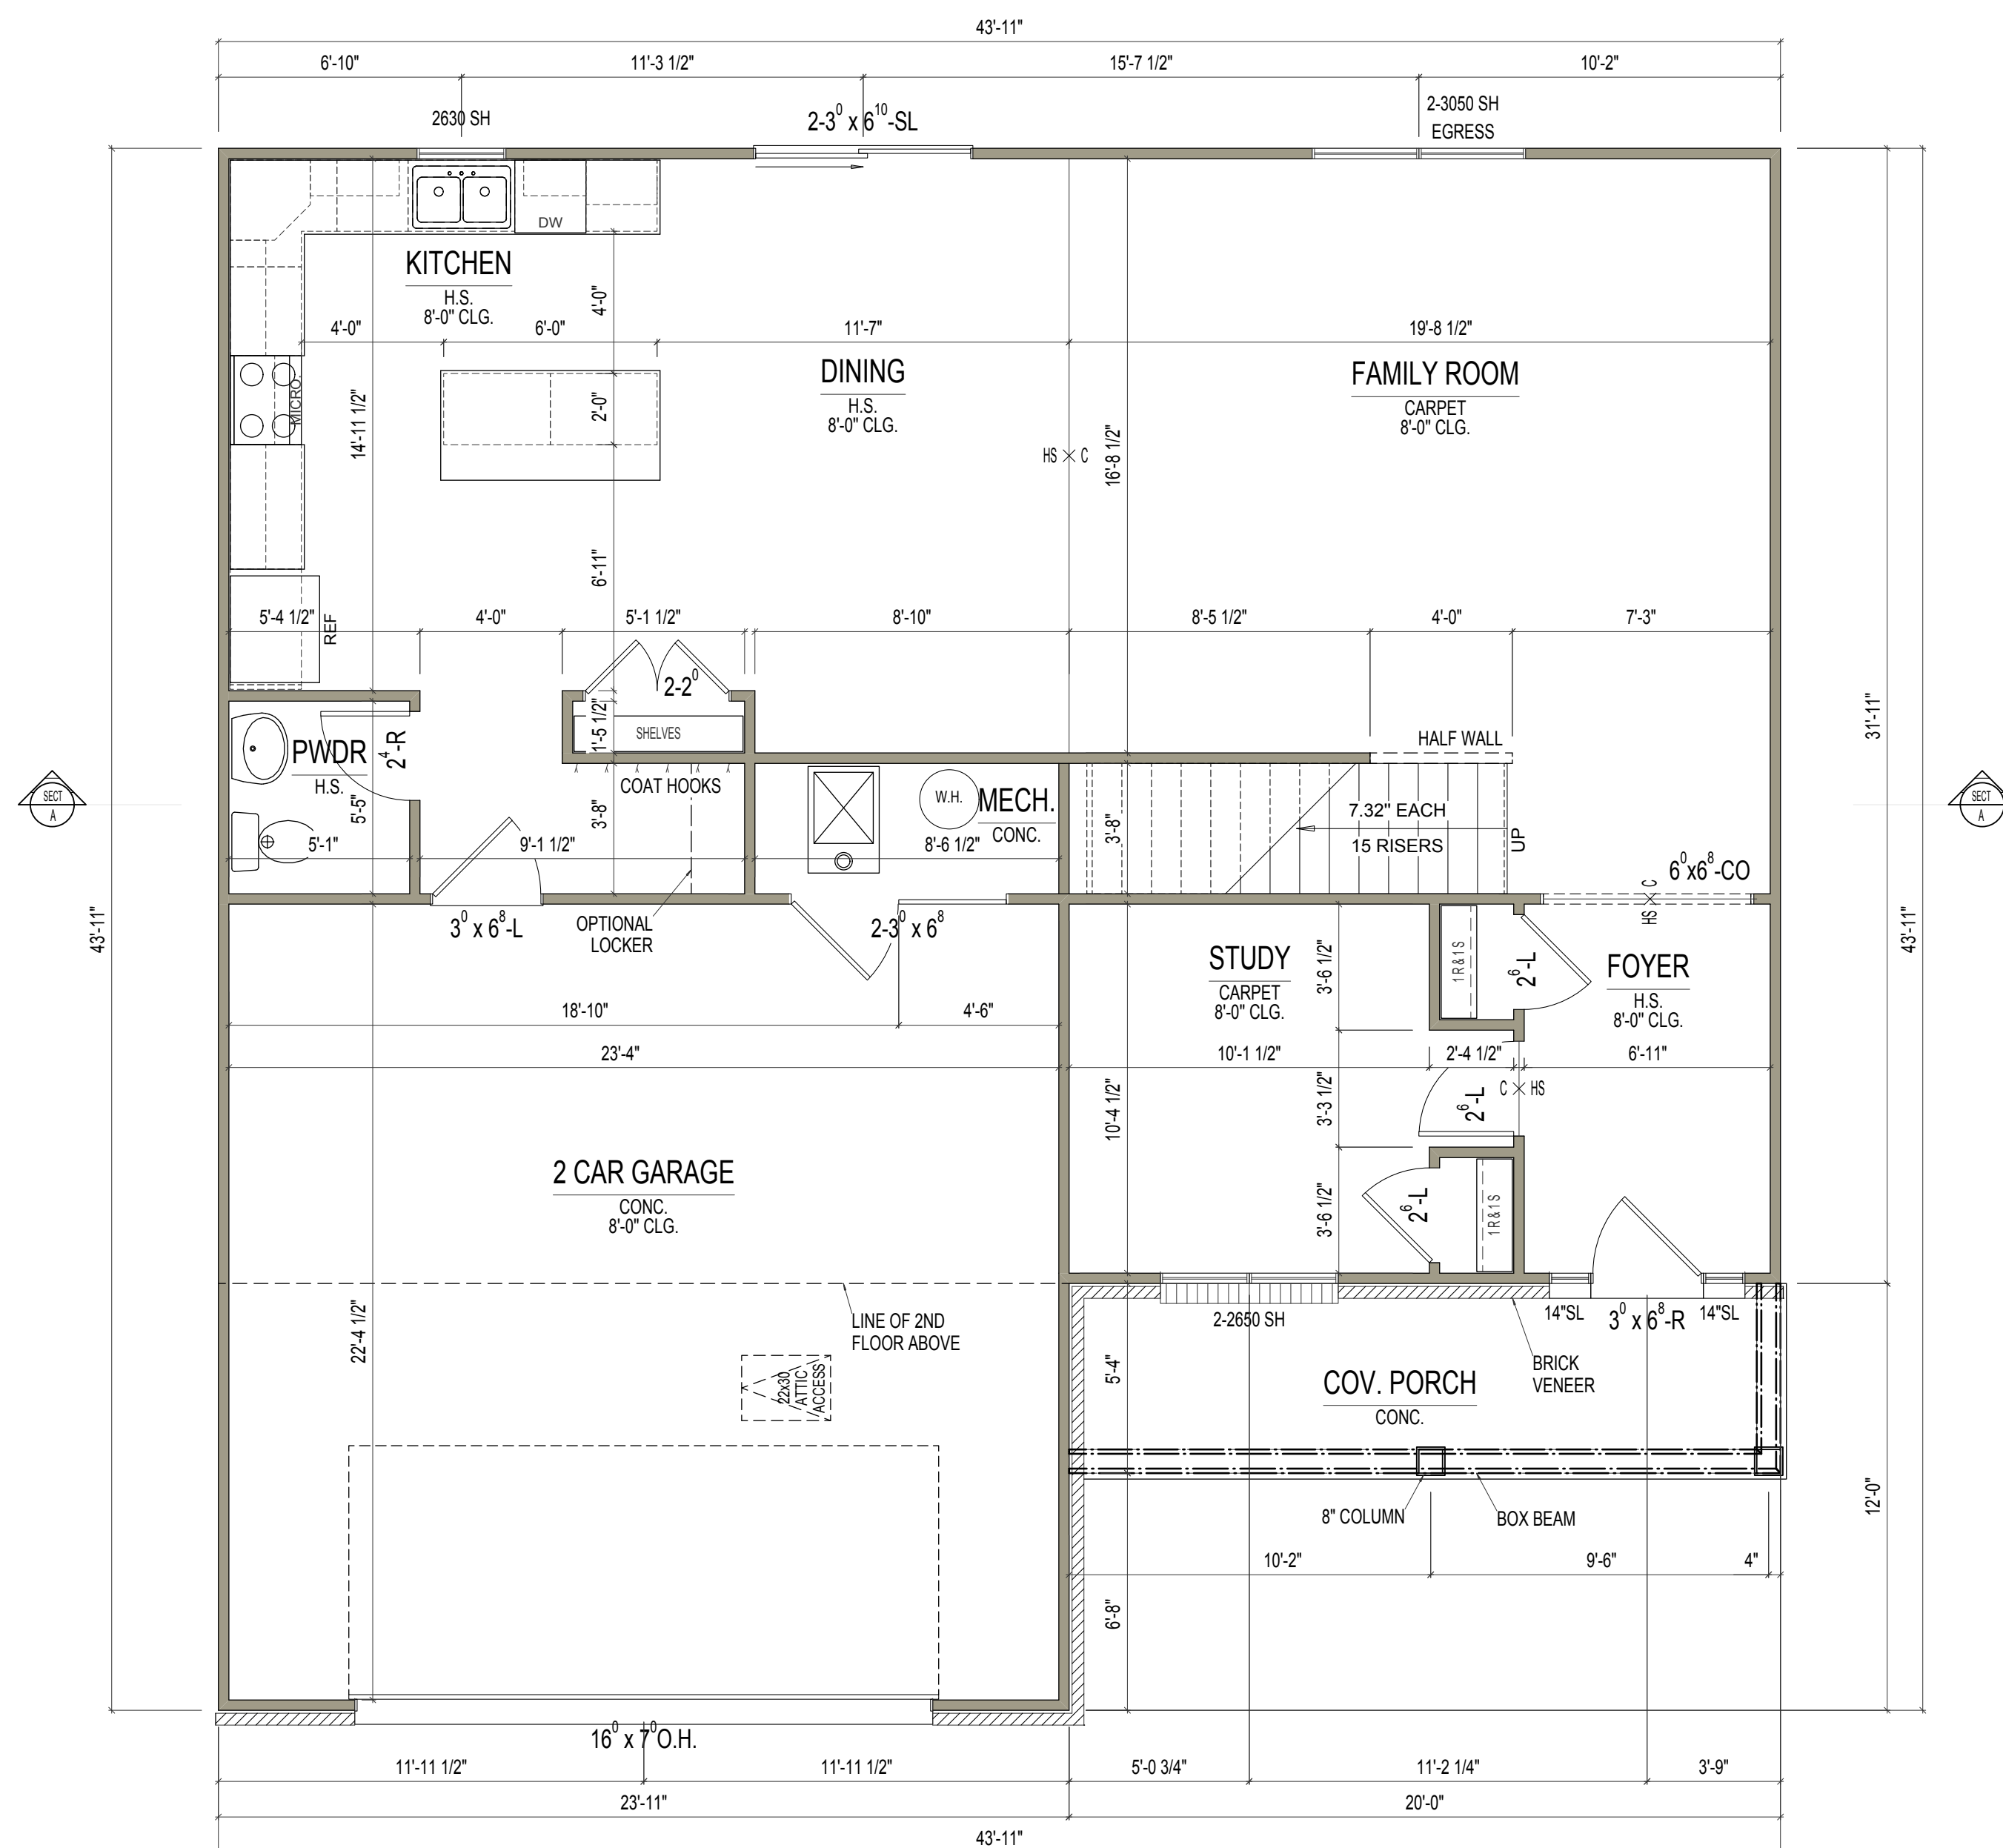 43'-11"
6'-10" 11'-3 1/2" 15'-7 1/2" 10'-2"
2630 SH
2-3⁰ x 6¹⁰-SL
2-3050 SH
EGRESS
DW
KITCHEN
H.S.
8'-0" CLG.
4'-0"
4'-0" 6'-0" 11'-7" 19'-8 1/2"
MICRO.
14'-11 1/2"
2'-0"
DINING
H.S.
8'-0" CLG.
FAMILY ROOM
CARPET
8'-0" CLG.
HS C
16'-8 1/2"
6'-11"
REF
5'-4 1/2" 4'-0" 5'-1 1/2" 8'-10" 8'-5 1/2" 4'-0" 7'-3"
2-2⁰
SHELVES
1'-5 1/2"
31'-11"
HALF WALL
PWDR
H.S.
2⁴-R
5'-5"
5'-1"
COAT HOOKS
3'-8"
9'-1 1/2"
W.H.
MECH.
CONC.
8'-6 1/2"
3'-8"
7.32" EACH
15 RISERS
UP
SECT
A
SECT
A
6⁰x6⁸-CO
C
HS
43'-11"
43'-11"
3⁰ x 6⁸-L
OPTIONAL
LOCKER
2-3⁰ x 6⁸
STUDY
CARPET
8'-0" CLG.
3'-6 1/2"
1R&1S
2⁶-L
FOYER
H.S.
8'-0" CLG.
18'-10" 4'-6"
23'-4" 10'-1 1/2" 2'-4 1/2" 6'-11"
10'-4 1/2"
3'-3 1/2"
2⁶-L
C HS
2 CAR GARAGE
CONC.
8'-0" CLG.
3'-6 1/2"
2⁶-L
1R&1S
22'-4 1/2"
LINE OF 2ND
FLOOR ABOVE
22x30
ATTIC
ACCESS
2-2650 SH
14"SL 3⁰ x 6⁸-R 14"SL
5'-4"
COV. PORCH
CONC.
BRICK
VENEER
8" COLUMN
BOX BEAM
12'-0"
10'-2" 9'-6" 4"
6'-8"
16⁰ x 7⁰O.H.
11'-11 1/2" 11'-11 1/2" 5'-0 3/4" 11'-2 1/4" 3'-9"
23'-11" 20'-0"
43'-11"